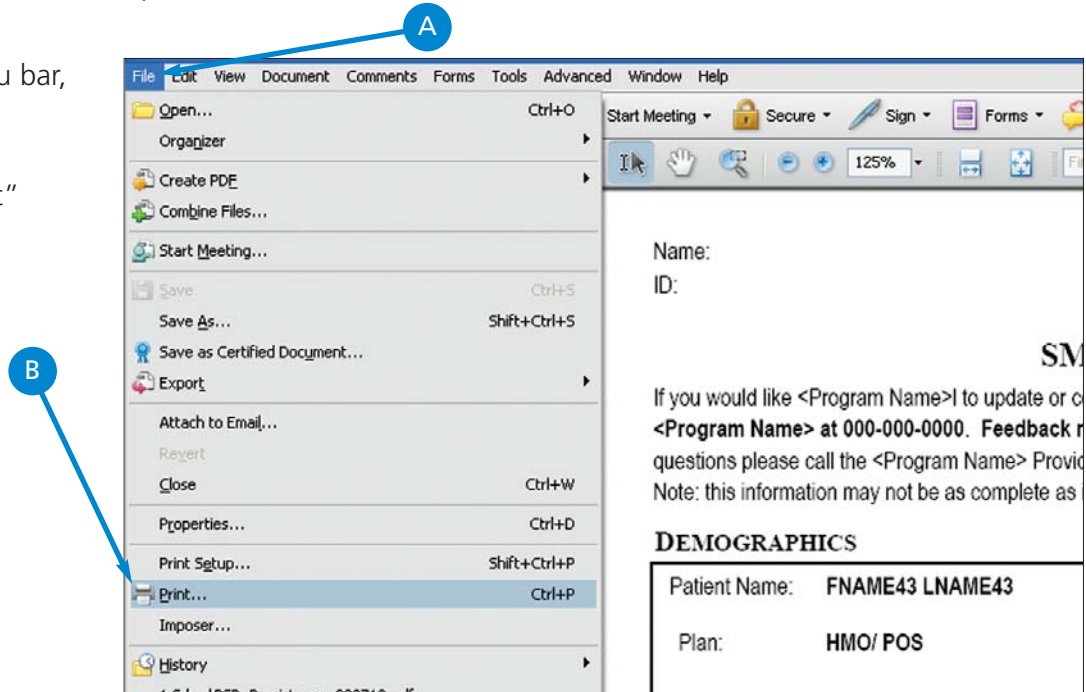 A
u bar,
t"
B
File Edit View Document Comments Forms Tools Advanced Window Help
Open... Ctrl+O
Organizer
Create PDF
Combine Files...
Start Meeting...
Save Ctrl+S
Save As... Shift+Ctrl+S
Save as Certified Document...
Export
Attach to Email...
Revert
Close Ctrl+W
Properties... Ctrl+D
Print Setup... Shift+Ctrl+P
Print... Ctrl+P
Imposer...
History
Start Meeting Secure Sign Forms
125%
Name:
ID:
SM
If you would like <Program Name>I to update or c
<Program Name> at 000-000-0000. Feedback r
questions please call the <Program Name> Provid
Note: this information may not be as complete as i
DEMOGRAPHICS
Patient Name: FNAME43 LNAME43
Plan: HMO/ POS